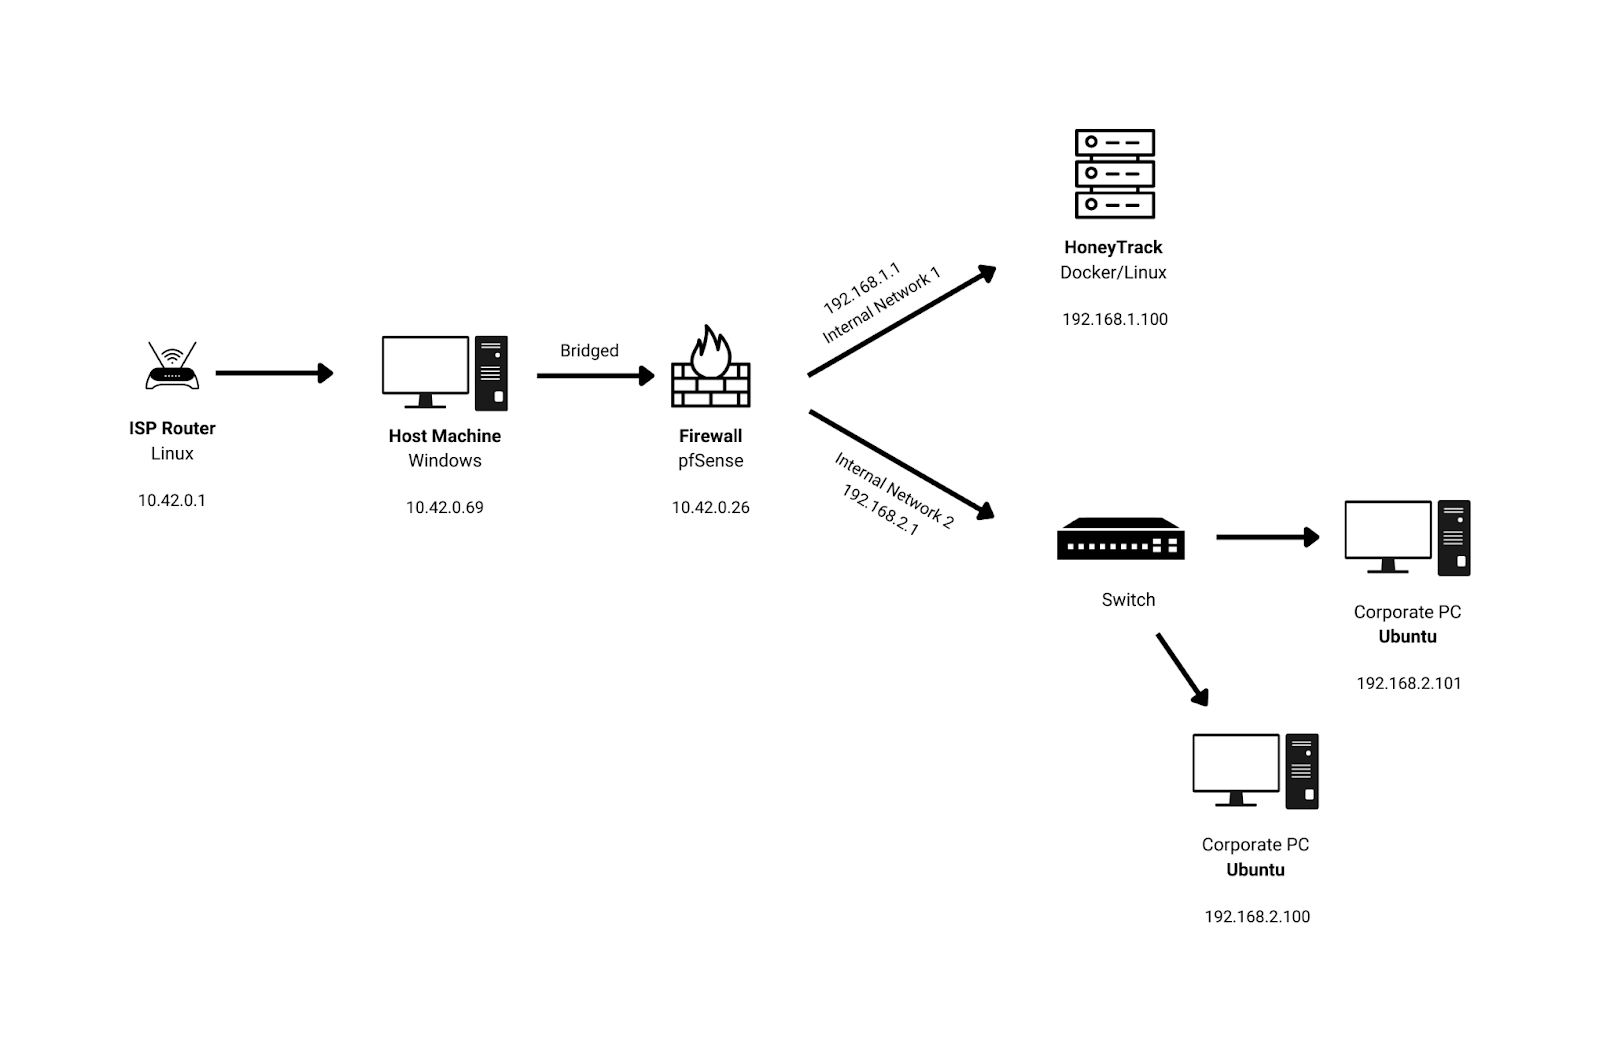 ISP Router
Linux
10.42.0.1
Host Machine
Windows
10.42.0.69
Bridged
Firewall
pfSense
10.42.0.26
192.168.1.1
Internal Network 1
HoneyTrack
Docker/Linux
192.168.1.100
Internal Network 2
192.168.2.1
Switch
Corporate PC
Ubuntu
192.168.2.101
Corporate PC
Ubuntu
192.168.2.100